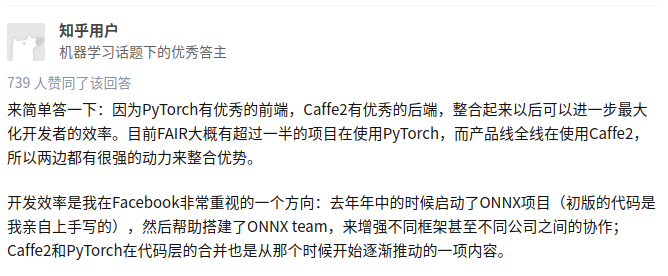 知乎用户
机器学习话题下的优秀答主
739 人赞同了该回答
来简单答一下：因为PyTorch有优秀的前端，Caffe2有优秀的后端，整合起来以后可以进一步最大
化开发者的效率。目前FAIR大概有超过一半的项目在使用PyTorch，而产品线全线在使用Caffe2，
所以两边都有很强的动力来整合优势。
开发效率是我在Facebook非常重视的一个方向：去年年中的时候启动了ONNX项目（初版的代码是
我亲自上手写的），然后帮助搭建了ONNX team，来增强不同框架甚至不同公司之间的协作；
Caffe2和PyTorch在代码层的合并也是从那个时候开始逐渐推动的一项内容。